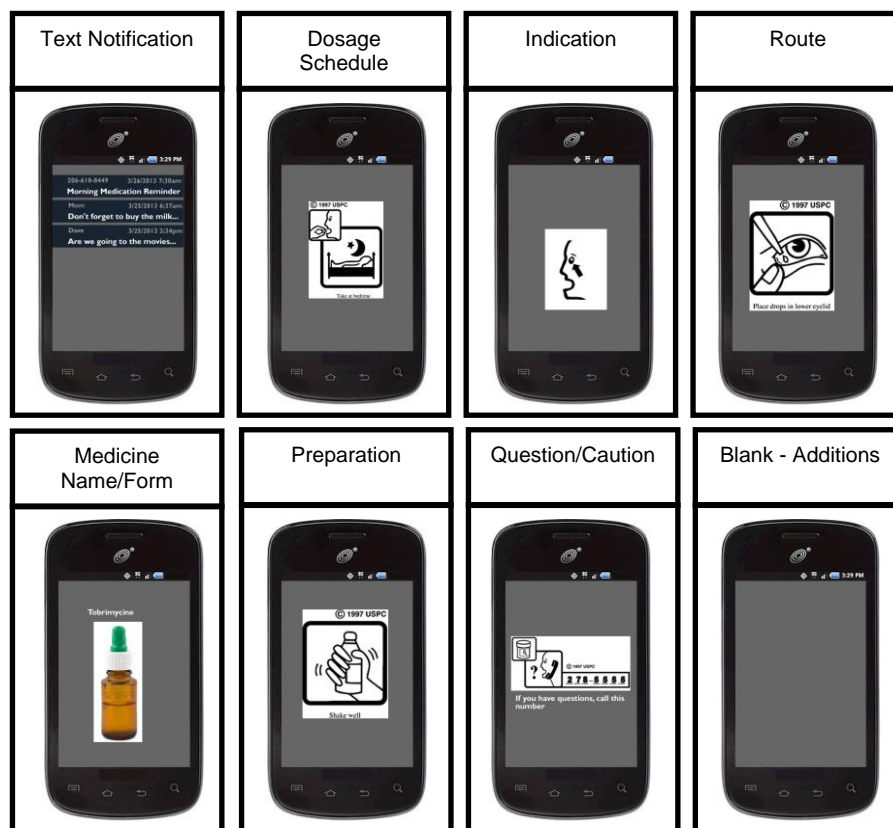 Text Notification
Dosage
Schedule
Indication
Route
3:29 PM
206-618-8449 3/26/2013 7:30am
Morning Medication Reminder
Mom 3/25/2013 6:37am
Don't forget to buy the milk...
Dave 3/25/2013 2:34pm
Are we going to the movies...
© 1997 USPC
Take at bedtime
© 1997 USPC
Place drops in lower eyelid
Medicine
Name/Form
Preparation
Question/Caution
Blank - Additions
Tobrimycine
© 1997 USPC
Shake well
?
© 1997 USPC
278-5555
If you have questions, call this
number
3:29 PM